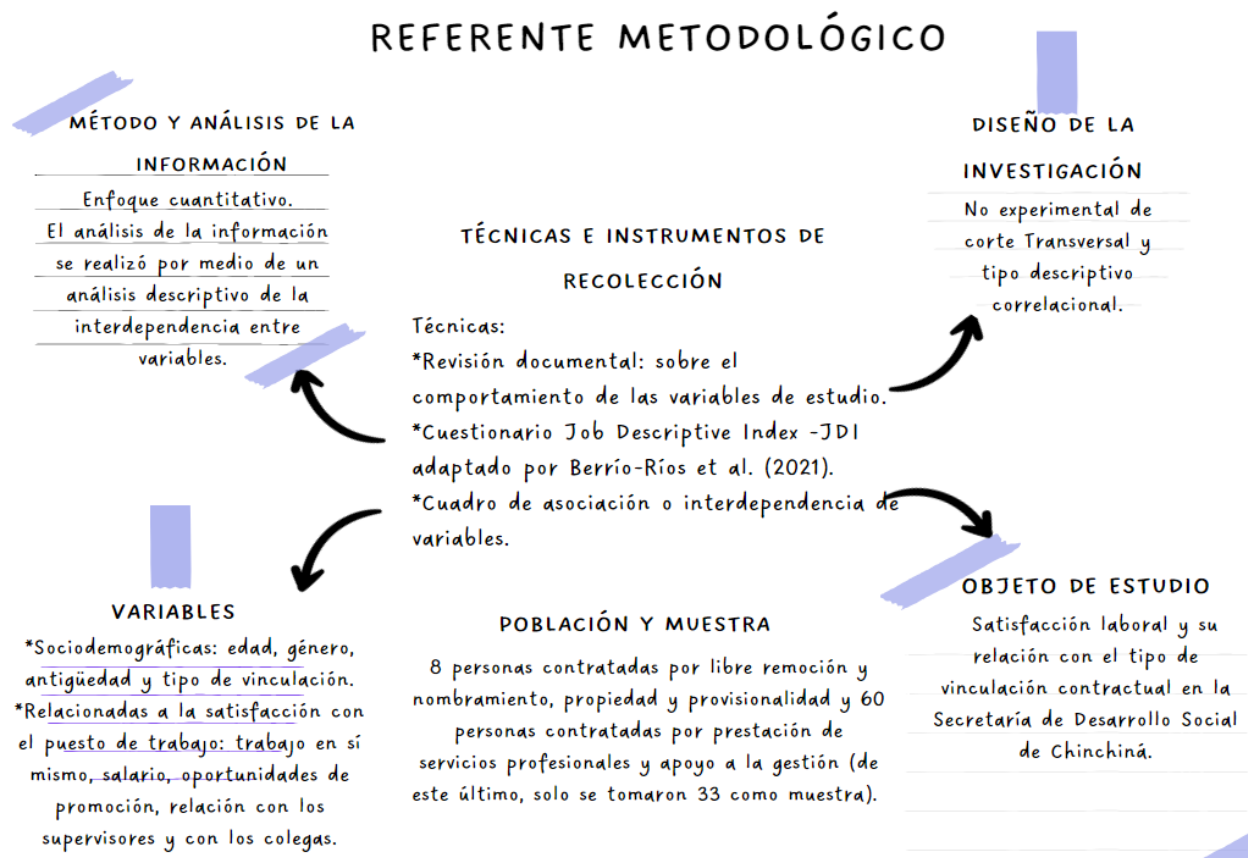 REFERENTE METODOLÓGICO
MÉTODO Y ANÁLISIS DE LA
INFORMACIÓN
Enfoque cuantitativo.
El análisis de la información
se realizó por medio de un
análisis descriptivo de la
interdependencia entre
variables.
DISEÑO DE LA
INVESTIGACIÓN
No experimental de
corte Transversal y
tipo descriptivo
correlacional.
TÉCNICAS E INSTRUMENTOS DE
RECOLECCIÓN
Técnicas:
*Revisión documental: sobre el
comportamiento de las variables de estudio.
*Cuestionario Job Descriptive Index -JDI
adaptado por Berrío-Ríos et al. (2021).
*Cuadro de asociación o interdependencia de
variables.
VARIABLES
*Sociodemográficas: edad, género,
antigüedad y tipo de vinculación.
*Relacionadas a la satisfacción con
el puesto de trabajo: trabajo en sí
mismo, salario, oportunidades de
promoción, relación con los
supervisores y con los colegas.
POBLACIÓN Y MUESTRA
8 personas contratadas por libre remoción y
nombramiento, propiedad y provisionalidad y 60
personas contratadas por prestación de
servicios profesionales y apoyo a la gestión (de
este último, solo se tomaron 33 como muestra).
OBJETO DE ESTUDIO
Satisfacción laboral y su
relación con el tipo de
vinculación contractual en la
Secretaría de Desarrollo Social
de Chinchiná.